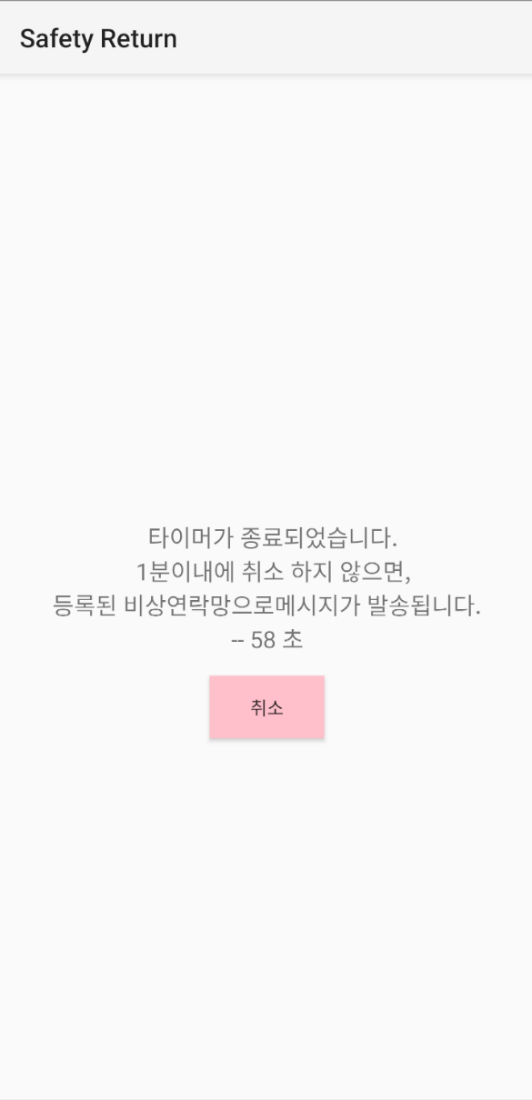 Safety Return
타이머가 종료되었습니다.
1분이내에 취소 하지 않으면,
등록된 비상연락망으로메시지가 발송됩니다.
-- 58 초
취소